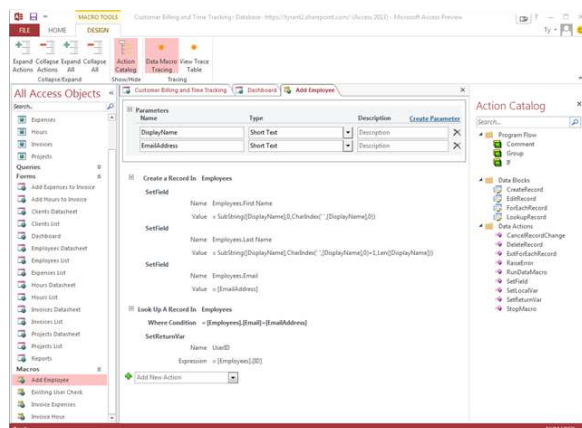 MACRO TOOLS
Customer Billing and Time Tracking : Database- https://tyrant2.sharepoint.com/ (Access 2013) - Microsoft Access Preview
FILE HOME DESIGN
Ty
Expand Actions
Collapse Actions
Expand All
Collapse All
Action Catalog
Data Macro Tracing
View Trace Table
Collapse/Expand
Show/Hide
Tracing
All Access Objects
Search...
Expenses
Hours
Invoices
Projects
Queries
Forms
Add Expenses to Invoice
Add Hours to Invoice
Clients Datasheet
Clients List
Dashboard
Employees Datasheet
Employees List
Expenses List
Hours Datasheet
Hours List
Invoices Datasheet
Invoices List
Projects Datasheet
Projects List
Reports
Macros
Add Employee
Existing User Check
Invoice Expenses
Invoice Hour
Customer Billing and Time Tracking
Dashboard
Add Employee
Parameters
Name Type Description Create Parameter
DisplayName Short Text Description
EmailAddress Short Text Description
Create a Record In Employees
SetField
Name Employees.First Name
Value = SubString([DisplayName],0,CharIndex(' ',[DisplayName],0))
SetField
Name Employees.Last Name
Value = SubString([DisplayName],CharIndex(' ',[DisplayName],0)+1,Len([DisplayName]))
SetField
Name Employees.Email
Value = [EmailAddress]
Look Up A Record In Employees
Where Condition = [Employees].[Email]=[EmailAddress]
SetReturnVar
Name UserID
Expression = [Employees].[ID]
Add New Action
Action Catalog
Search...
Program Flow
Comment
Group
If
Data Blocks
CreateRecord
EditRecord
ForEachRecord
LookupRecord
Data Actions
CancelRecordChange
DeleteRecord
ExitForEachRecord
RaiseError
RunDataMacro
SetField
SetLocalVar
SetReturnVar
StopMacro